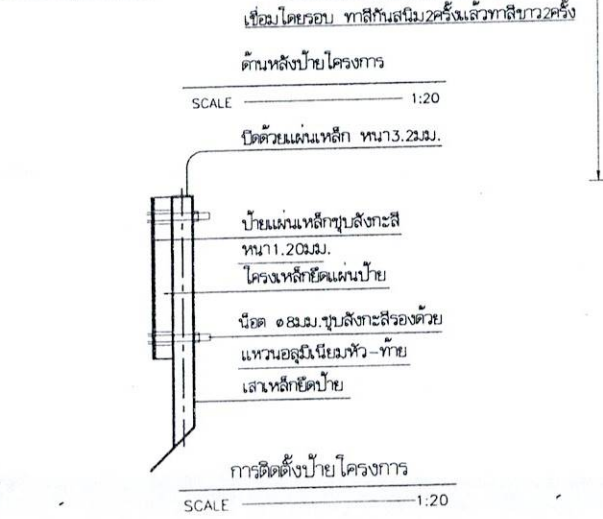 เชื่อมโดยรอบ ทาสีกันสนิม2ครั้งแล้วทาสีขาว2ครั้ง
ด้านหลังป้ายโครงการ
SCALE 1:20
ปิดด้วยแผ่นเหล็ก หนา3.2มม.
ป้ายแผ่นเหล็กชุบสังกะสี
หนา1.20มม.
โครงเหล็กยึดแผ่นป้าย
น๊อต ø8มม.ชุบสังกะสีรองด้วย
แหวนอลูมิเนียมหัว-ท้าย
เสาเหล็กยึดป้าย
การติดตั้งป้ายโครงการ
SCALE 1:20